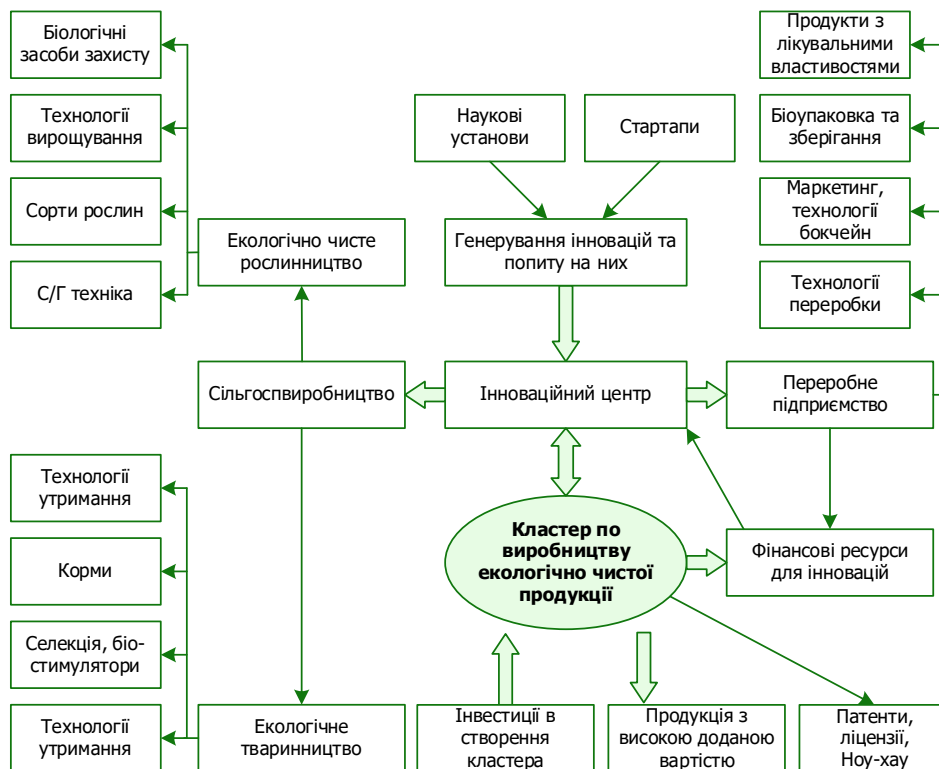 Біологічні
засоби захисту
Продукти з
лікувальними
властивостями
Технології
вирощування
Наукові
установи
Стартапи
Біоупаковка та
зберігання
Сорти рослин
Екологічно чисте
рослинництво
Генерування інновацій та
попиту на них
Маркетинг,
технології
бокчейн
С/Г техніка
Технології
переробки
Сільгоспвиробництво
Інноваційний центр
Переробне
підприємство
Технології
утримання
Кластер по
виробництву
екологічно чистої
продукції
Фінансові ресурси
для інновацій
Корми
Селекція, біо-
стимулятори
Технології
утримання
Екологічне
тваринництво
Інвестиції в
створення
кластера
Продукція з
високою доданою
вартістю
Патенти,
ліцензії,
Ноу-хау